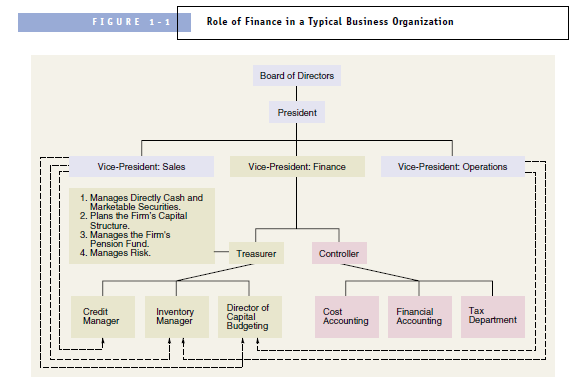 FIGURE 1-1
Role of Finance in a Typical Business Organization
Board of Directors
President
Vice-President: Sales
Vice-President: Finance
Vice-President: Operations
1. Manages Directly Cash and
Marketable Securities.
2. Plans the Firm's Capital
Structure.
3. Manages the Firm's
Pension Fund.
4. Manages Risk.
Treasurer
Controller
Credit
Manager
Inventory
Manager
Director of
Capital
Budgeting
Cost
Accounting
Financial
Accounting
Tax
Department